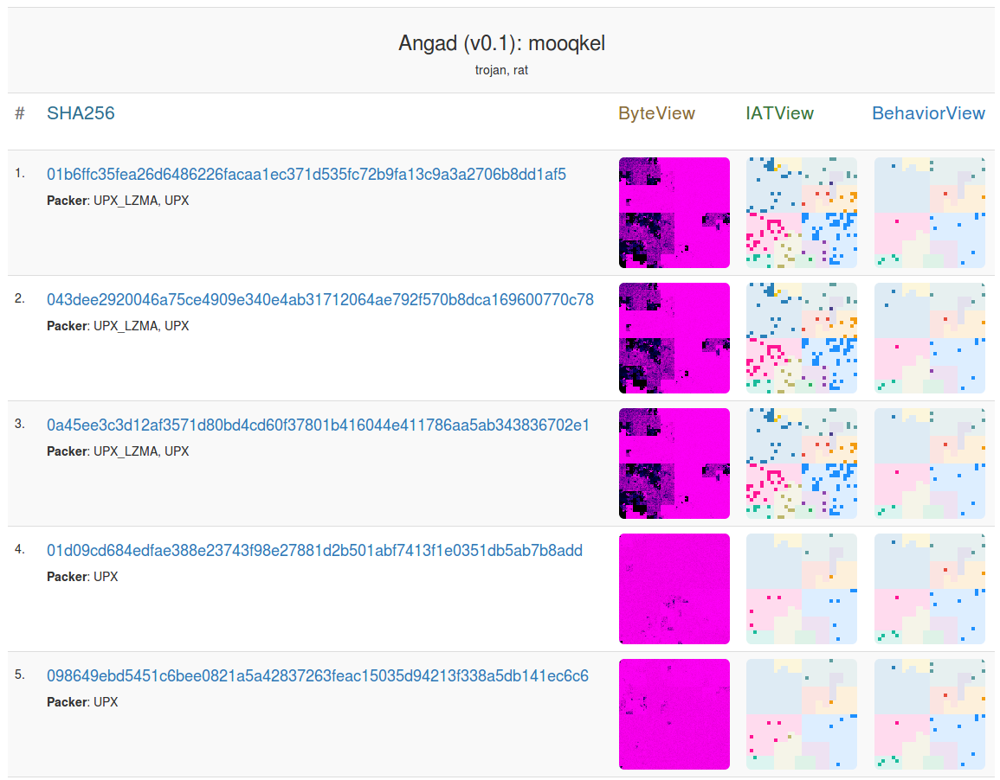 Angad (v0.1): mooqkel
trojan, rat
# SHA256 ByteView IATView BehaviorView
1. 01b6ffc35fea26d6486226facaa1ec371d535fc72b9fa13c9a3a2706b8dd1af5
Packer: UPX_LZMA, UPX
2. 043dee2920046a75ce4909e340e4ab31712064ae792f570b8dca169600770c78
Packer: UPX_LZMA, UPX
3. 0a45ee3c3d12af3571d80bd4cd60f37801b416044e411786aa5ab343836702e1
Packer: UPX_LZMA, UPX
4. 01d09cd684edfae388e23743f98e27881d2b501abf7413f1e0351db5ab7b8add
Packer: UPX
5. 098649ebd5451c6bee0821a5a42837263feac15035d94213f338a5db141ec6c6
Packer: UPX